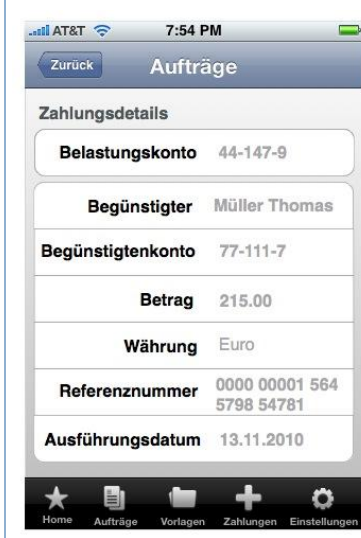 AT&T 7:54 PM
Zurück Aufträge
Zahlungsdetails
Belastungskonto 44-147-9
Begünstigter Müller Thomas
Begünstigtenkonto 77-111-7
Betrag 215.00
Währung Euro
Referenznummer 0000 00001 564
5798 54781
Ausführungsdatum 13.11.2010
Home Aufträge Vorlagen Zahlungen Einstellungen